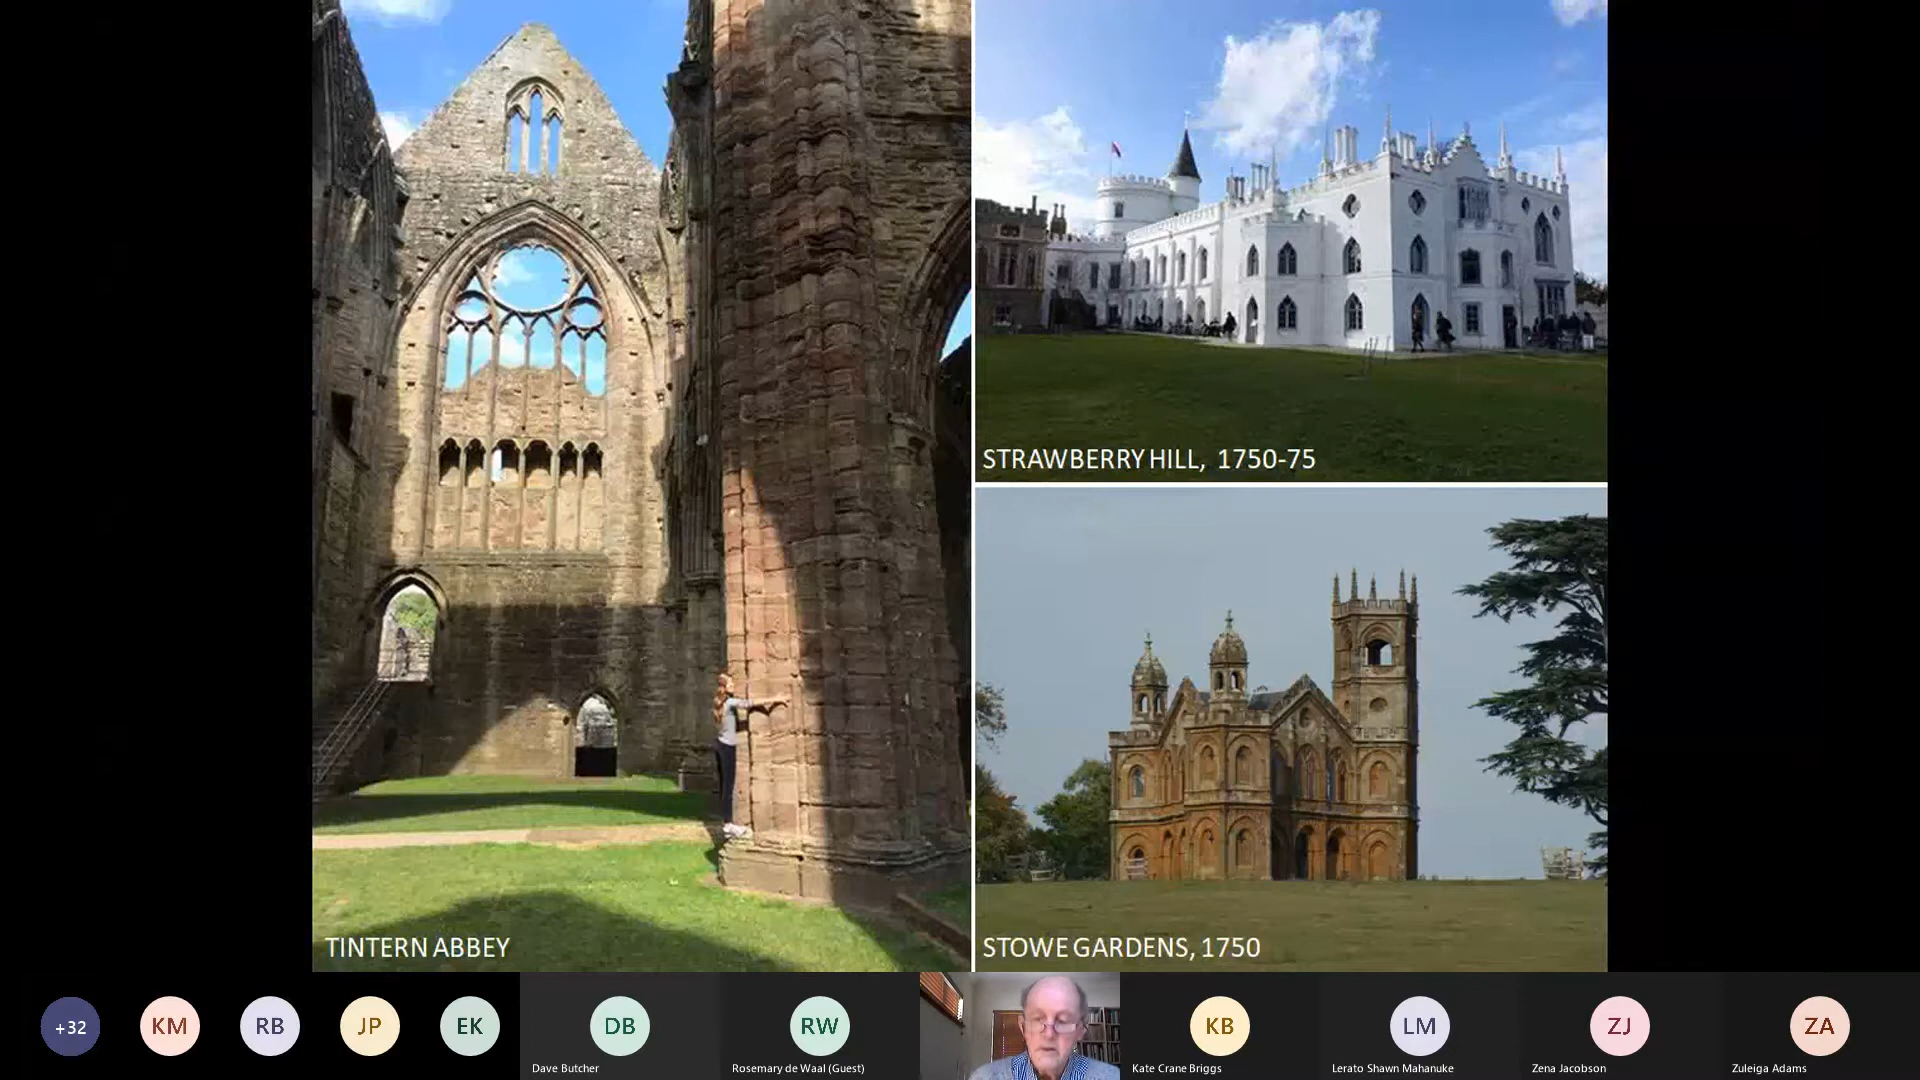 STRAWBERRY HILL, 1750-75
TINTERN ABBEY
STOWE GARDENS, 1750
+32
KM
RB
JP
EK
DB
RW
KB
LM
ZJ
ZA
Dave Butcher
Rosemary de Waal (Guest)
Kate Crane Briggs
Lerato Shawn Mahanuke
Zena Jacobson
Zuleiga Adams